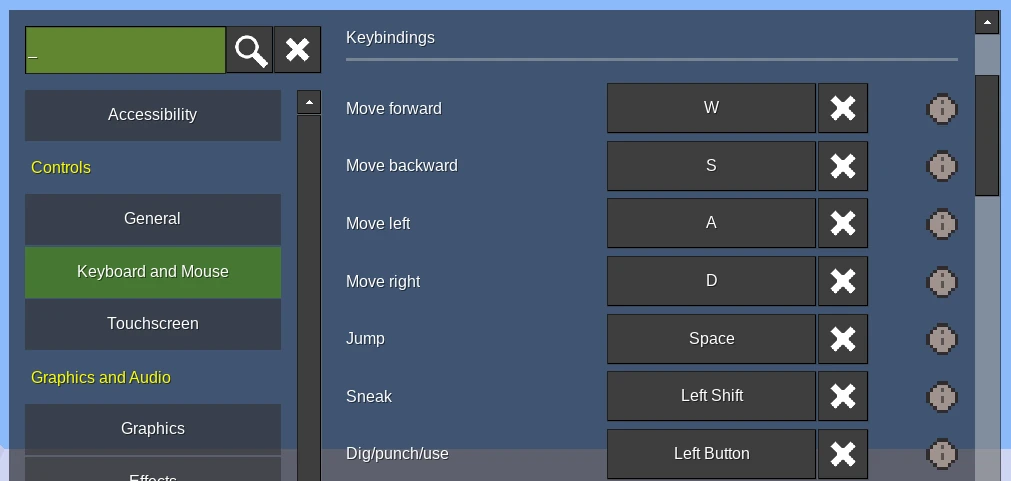 _
Accessibility
Controls
General
Keyboard and Mouse
Touchscreen
Graphics and Audio
Graphics
Effects
Keybindings
Move forward W
Move backward S
Move left A
Move right D
Jump Space
Sneak Left Shift
Dig/punch/use Left Button